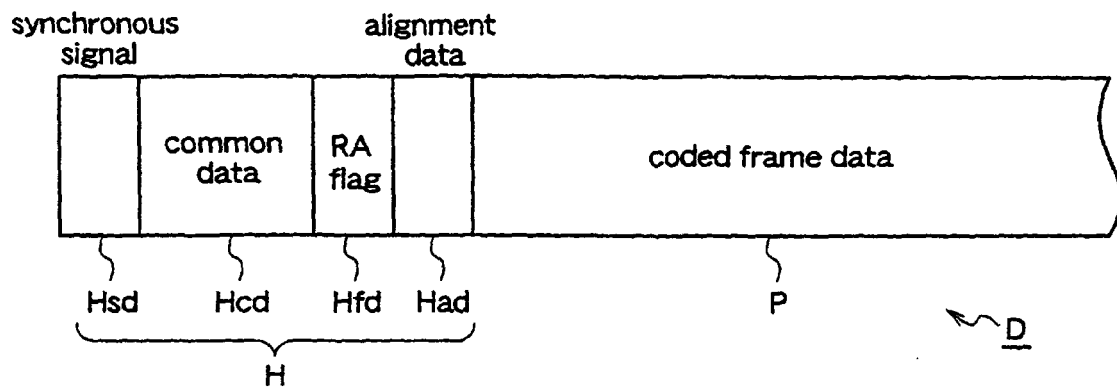 synchronous
signal
alignment
data
common
data
RA
flag
coded frame data
Hsd
Hcd
Hfd
Had
P
D
H